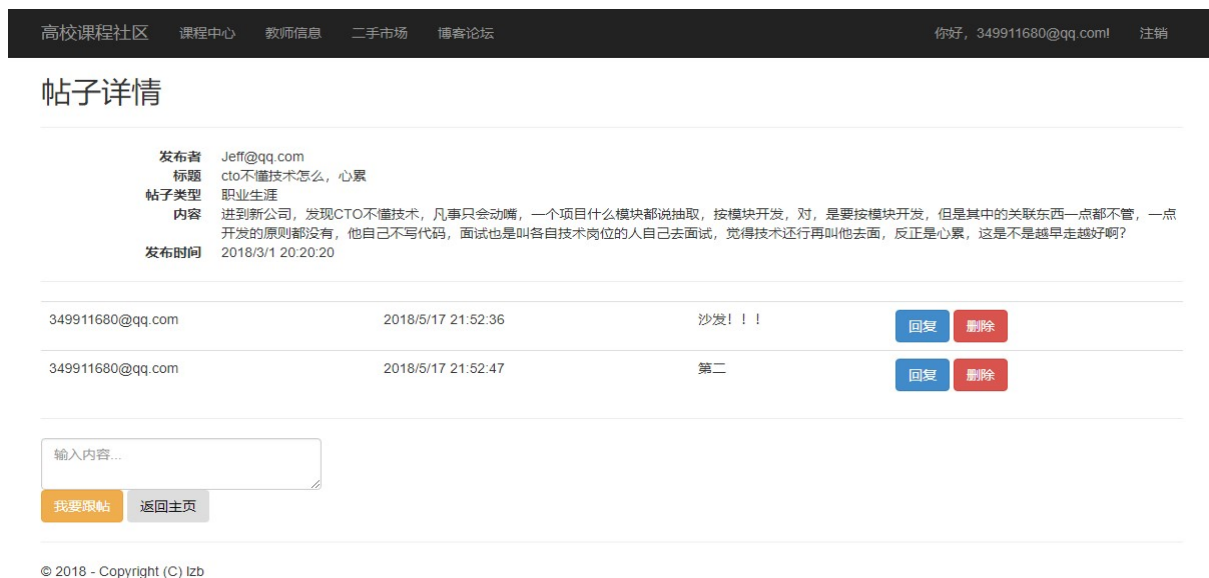 高校课程社区 课程中心 教师信息 二手市场 博客论坛 你好，349911680@qq.com! 注销
帖子详情
发布者 Jeff@qq.com
标题 cto不懂技术怎么，心累
帖子类型 职业生涯
内容 进到新公司，发现CTO不懂技术，凡事只会动嘴，一个项目什么模块都说抽取，按模块开发，对，是要按模块开发，但是其中的关联东西一点都不管，一点
开发的原则都没有，他自己不写代码，面试也是叫各自技术岗位的人自己去面试，觉得技术还行再叫他去面，反正是心累，这是不是越早走越好啊？
发布时间 2018/3/1 20:20:20
349911680@qq.com 2018/5/17 21:52:36 沙发！！！ 回复 删除
349911680@qq.com 2018/5/17 21:52:47 第二 回复 删除
输入内容...
我要跟帖 返回主页
© 2018 - Copyright (C) lzb